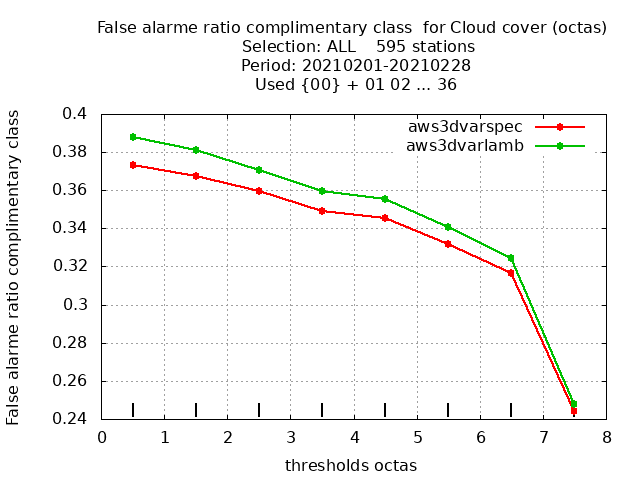 False alarme ratio complimentary class  for Cloud cover (octas)
Selection: ALL    595 stations
Period: 20210201-20210228
Used {00} + 01 02 ... 36
aws3dvarspec
aws3dvarlamb
False alarme ratio complimentary class
0.4
0.38
0.36
0.34
0.32
0.3
0.28
0.26
0.24
0 1 2 3 4 5 6 7 8
thresholds octas